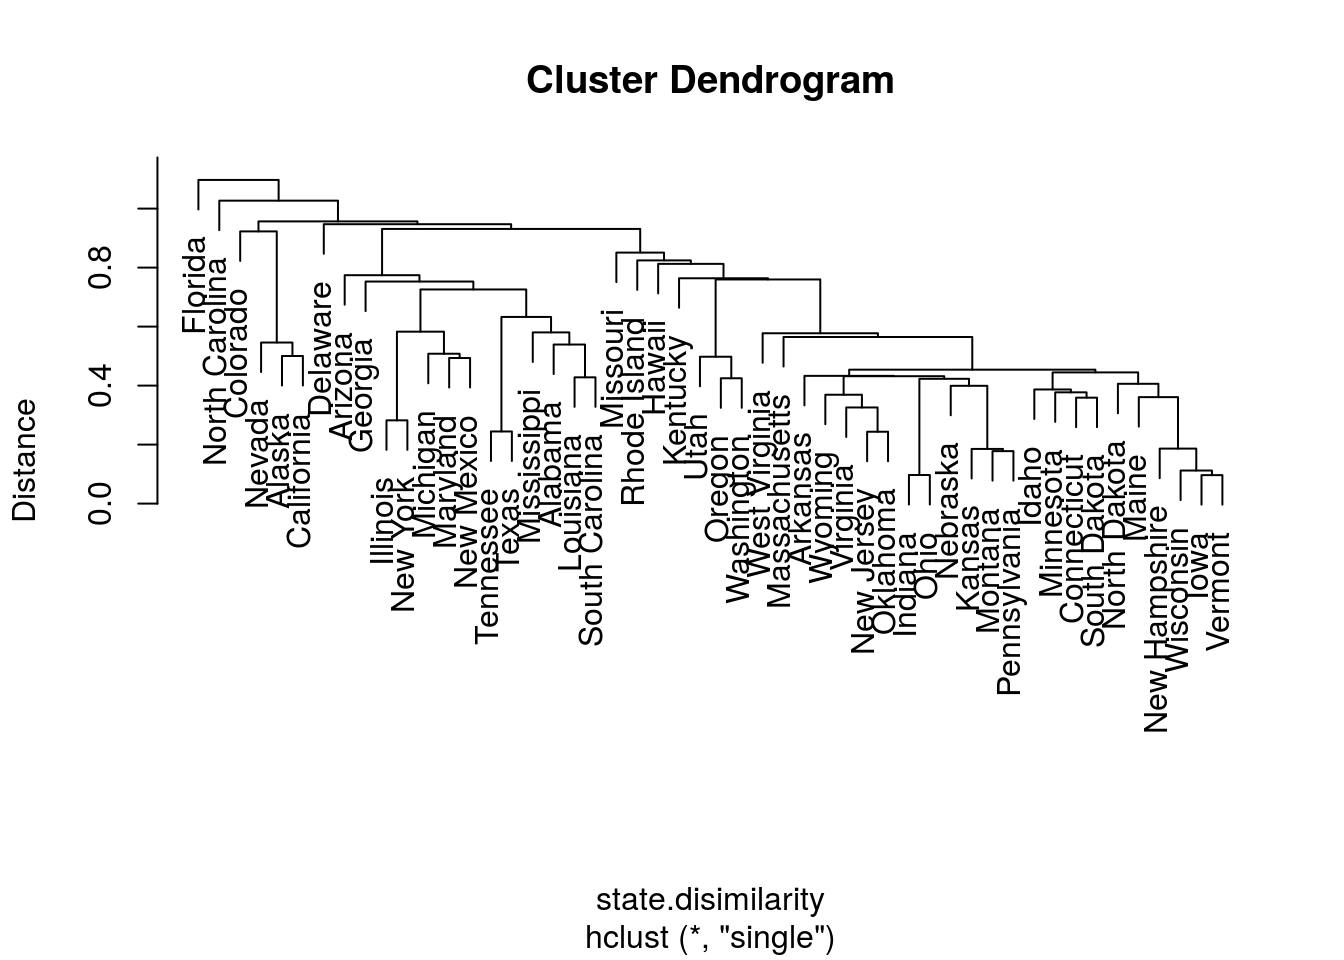 Cluster Dendrogram
Distance
0.0
0.4
0.8
Florida
North Carolina
Colorado
Nevada
Alaska
California
Delaware
Arizona
Georgia
Illinois
New York
Michigan
Maryland
New Mexico
Tennessee
Texas
Mississippi
Alabama
Louisiana
South Carolina
Missouri
Rhode Island
Hawaii
Kentucky
Utah
Oregon
Washington
West Virginia
Massachusetts
Arkansas
Wyoming
Virginia
New Jersey
Oklahoma
Indiana
Ohio
Nebraska
Kansas
Montana
Pennsylvania
Idaho
Minnesota
Connecticut
South Dakota
North Dakota
Maine
New Hampshire
Wisconsin
Iowa
Vermont
state.disimilarity
hclust (*, "single")